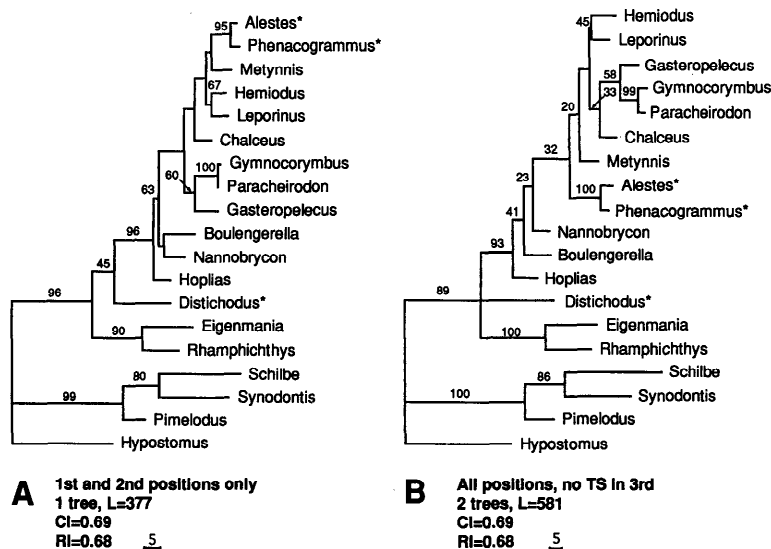 95
Alestes*
Phenacogrammus*
Metynnis
67
Hemiodus
Leporinus
Chalceus
100
Gymnocorymbus
60
Paracheirodon
Gasteropelecus
63
Boulengerella
96
Nannobrycon
45
Hoplias
96
Distichodus*
90
Eigenmania
Rhamphichthys
80
Schilbe
99
Synodontis
Pimelodus
Hypostomus
A
1st and 2nd positions only
1 tree, L=377
CI=0.69
RI=0.68
5
45
Hemiodus
Leporinus
58
Gasteropelecus
33
99
Gymnocorymbus
Paracheirodon
20
Chalceus
32
Metynnis
100
Alestes*
23
Phenacogrammus*
41
Nannobrycon
93
Boulengerella
Hoplias
89
Distichodus*
100
Eigenmania
Rhamphichthys
86
Schilbe
100
Synodontis
Pimelodus
Hypostomus
B
All positions, no TS in 3rd
2 trees, L=581
CI=0.69
RI=0.68
5